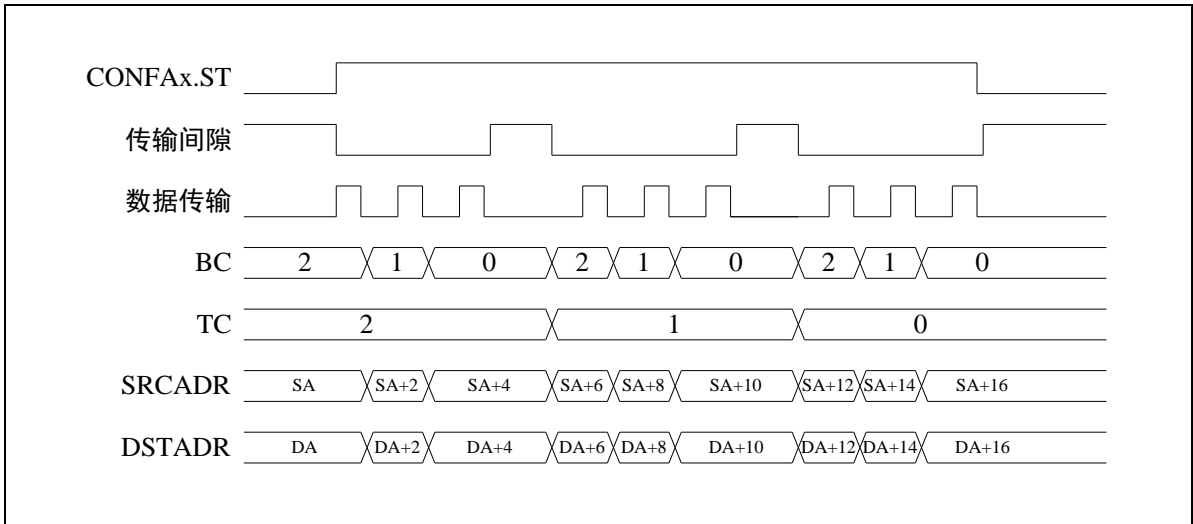 CONFAx.ST
传输间隙
数据传输
BC 2 1 0 2 1 0 2 1 0
TC 2 1 0
SRCADR SA SA+2 SA+4 SA+6 SA+8 SA+10 SA+12 SA+14 SA+16
DSTADR DA DA+2 DA+4 DA+6 DA+8 DA+10 DA+12 DA+14 DA+16